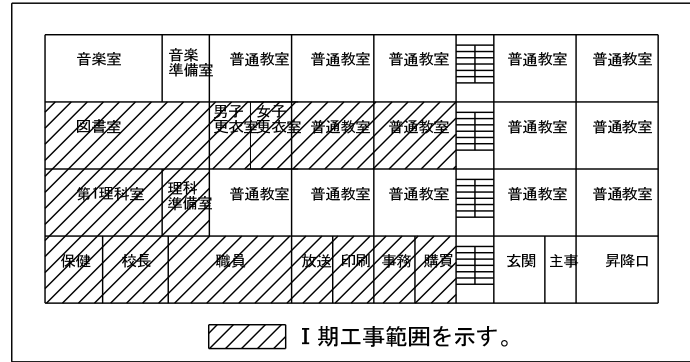 音楽室 音楽準備室 普通教室 普通教室 普通教室 普通教室 普通教室
図書室 男子更衣室 女子更衣室 普通教室 普通教室 普通教室 普通教室
第1理科室 理科準備室 普通教室 普通教室 普通教室 普通教室 普通教室
保健 校長 職員 放送 印刷 事務 購買 玄関 主事 昇降口
I 期工事範囲を示す。